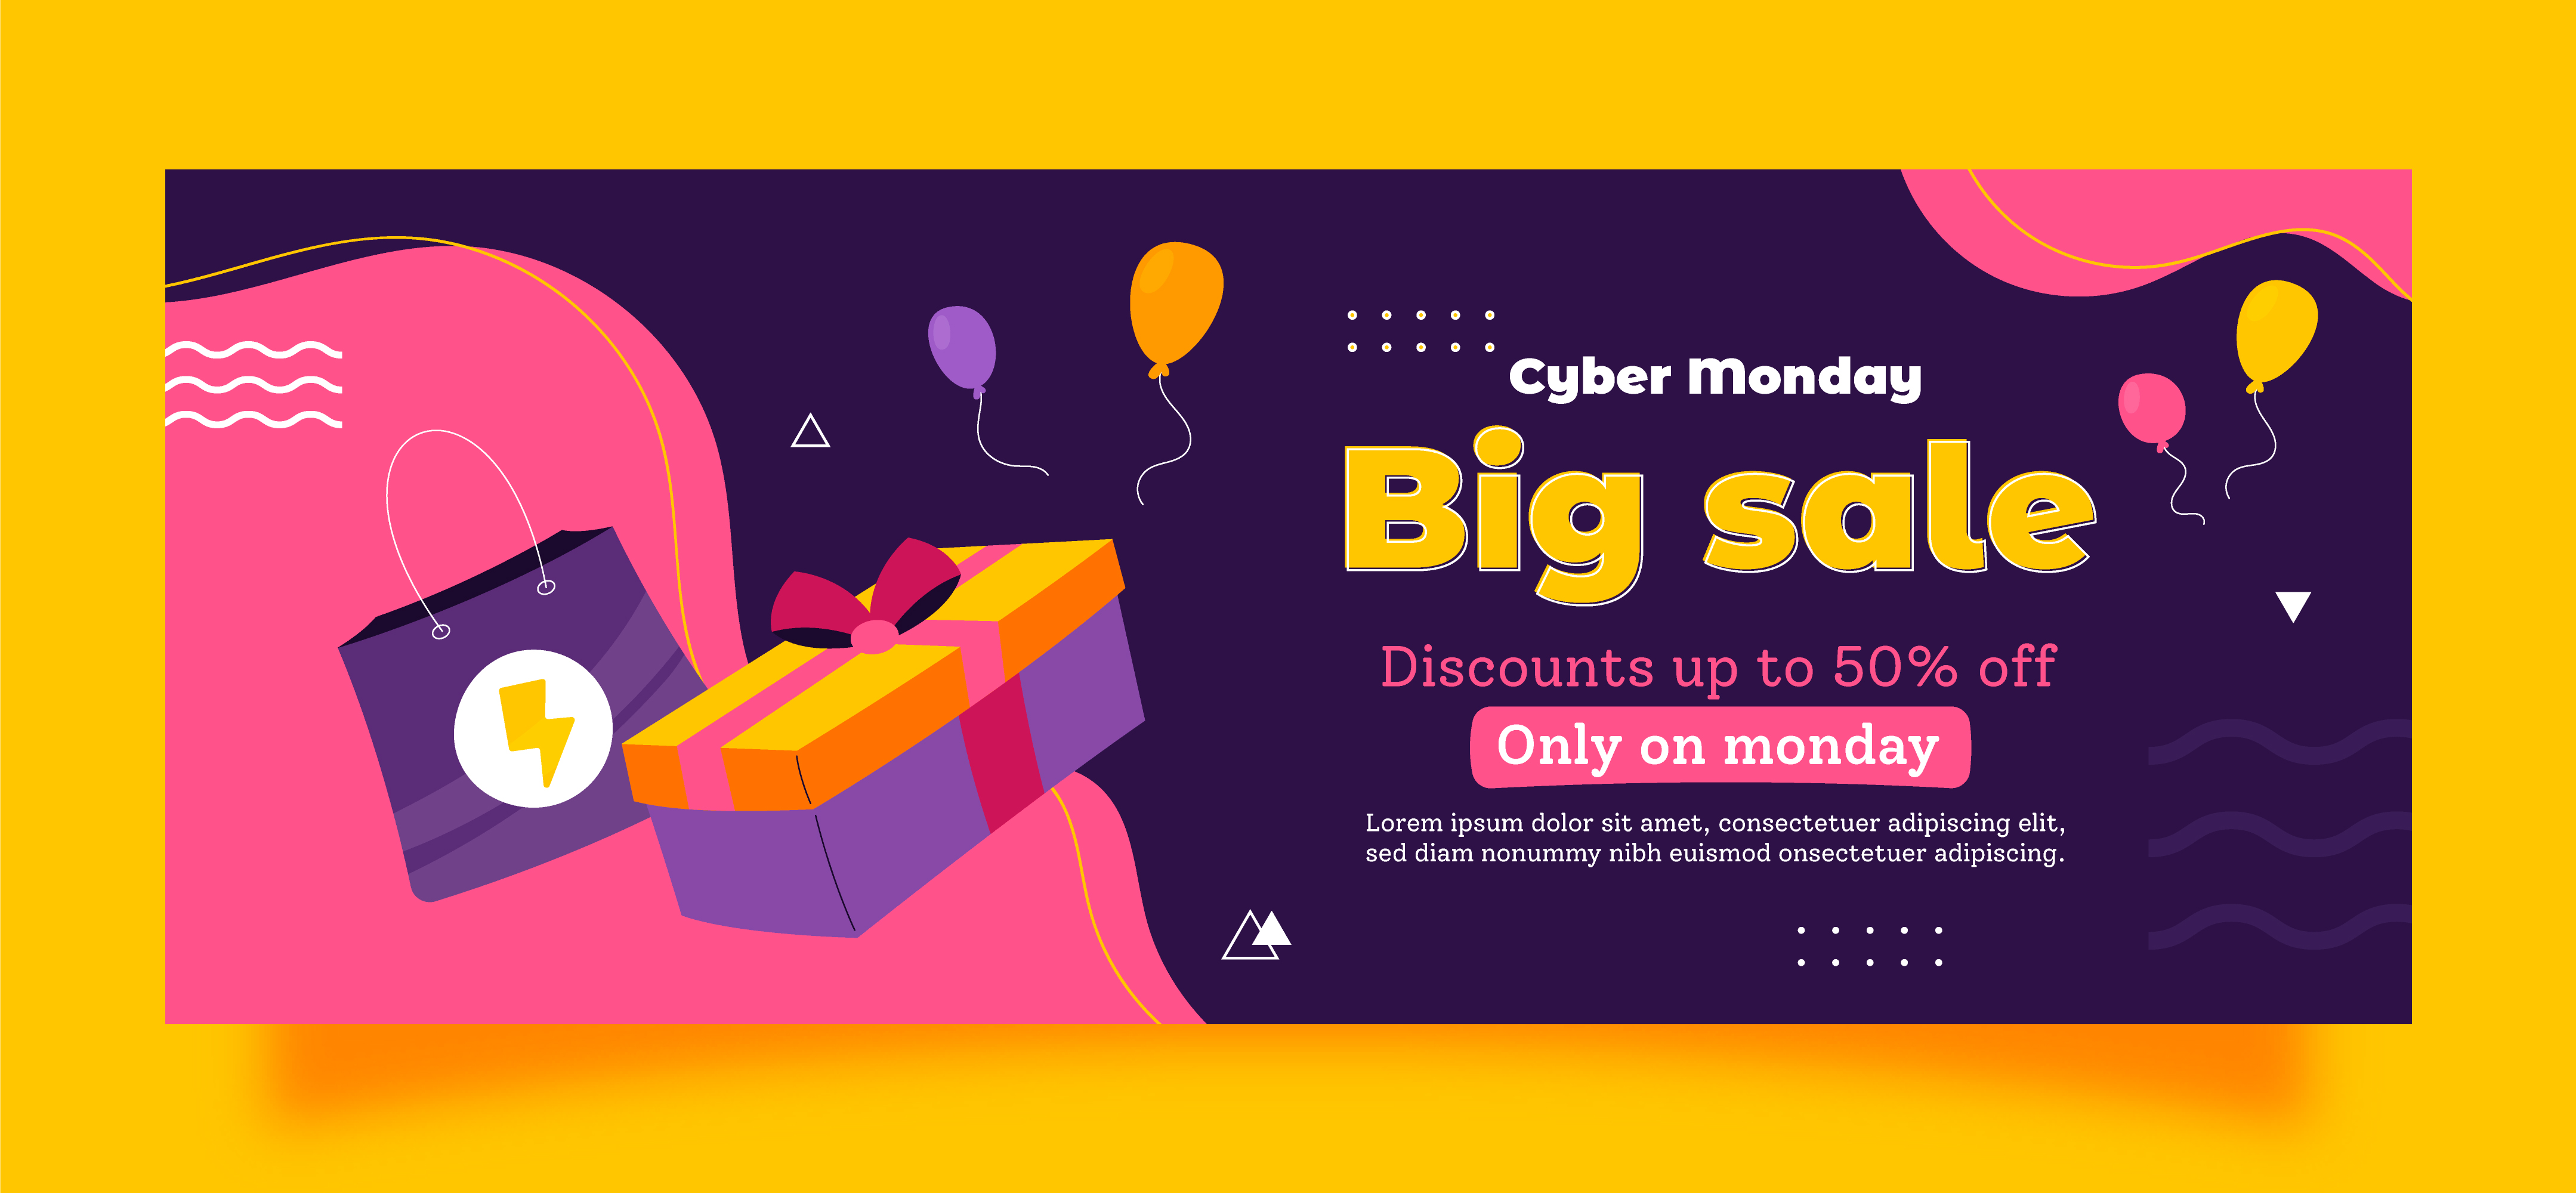 Cyber Monday
Big sale
Discounts up to 50% off
Only on monday
Lorem ipsum dolor sit amet, consectetuer adipiscing elit,
sed diam nonummy nibh euismod onsectetuer adipiscing.